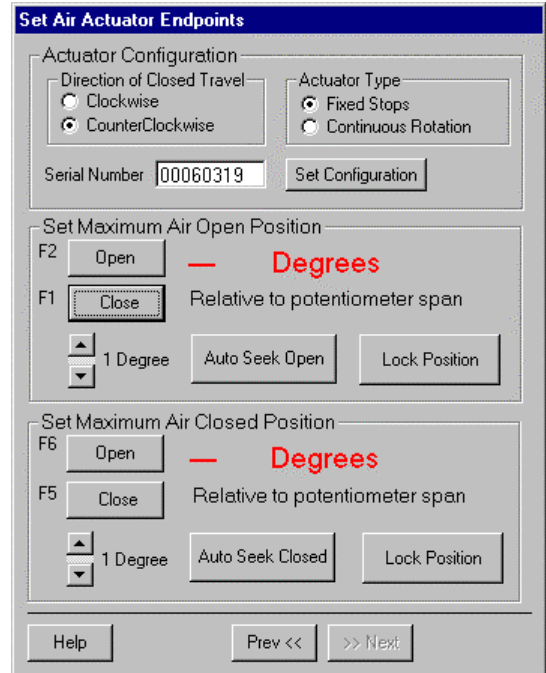 Set Air Actuator Endpoints
Actuator Configuration
Direction of Closed Travel
Clockwise
CounterClockwise
Actuator Type
Fixed Stops
Continuous Rotation
Serial Number 00060319 Set Configuration
Set Maximum Air Open Position
F2 Open — Degrees
F1 Close Relative to potentiometer span
1 Degree Auto Seek Open Lock Position
Set Maximum Air Closed Position
F6 Open — Degrees
F5 Close Relative to potentiometer span
1 Degree Auto Seek Closed Lock Position
Help Prev << >> Next